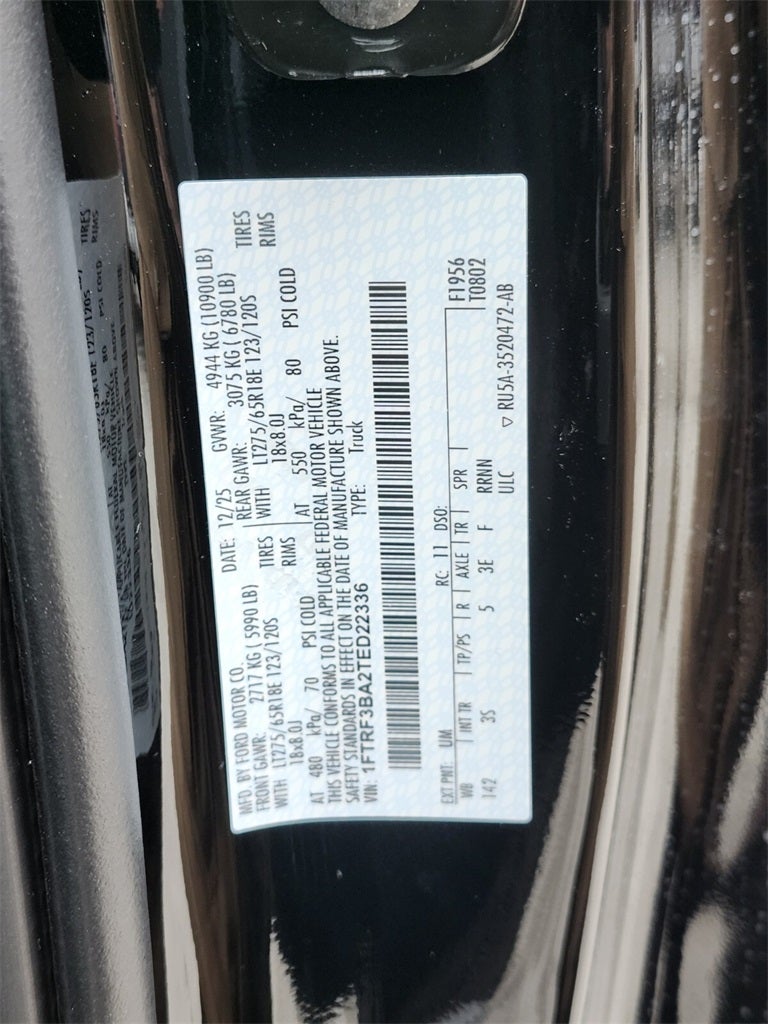 MFD. BY FORD MOTOR CO.
DATE: 12/25 GVWR: 4944 KG (10900 LB)
FRONT GAWR: 2717 KG ( 5990 LB) REAR GAWR: 3075 KG ( 6780 LB)
WITH LT275/65R18E 123/120S TIRES WITH LT275/65R18E 123/120S TIRES
18x8.0J RIMS 18x8.0J RIMS
AT 480 kPa/ 70 PSI COLD AT 550 kPa/ 80 PSI COLD
THIS VEHICLE CONFORMS TO ALL APPLICABLE FEDERAL MOTOR VEHICLE
SAFETY STANDARDS IN EFFECT ON THE DATE OF MANUFACTURE SHOWN ABOVE.
VIN: 1FTRF3BA2TED22336 TYPE: Truck
EXT PNT: UM RC: 11 DSO: F1956
WB INT TR TP/PS R AXLE TR SPR T0802
142 3S 5 3E F RRNN
ULC ▽ RU5A-3520472-AB
TIRES
RIMS
PSI COLD